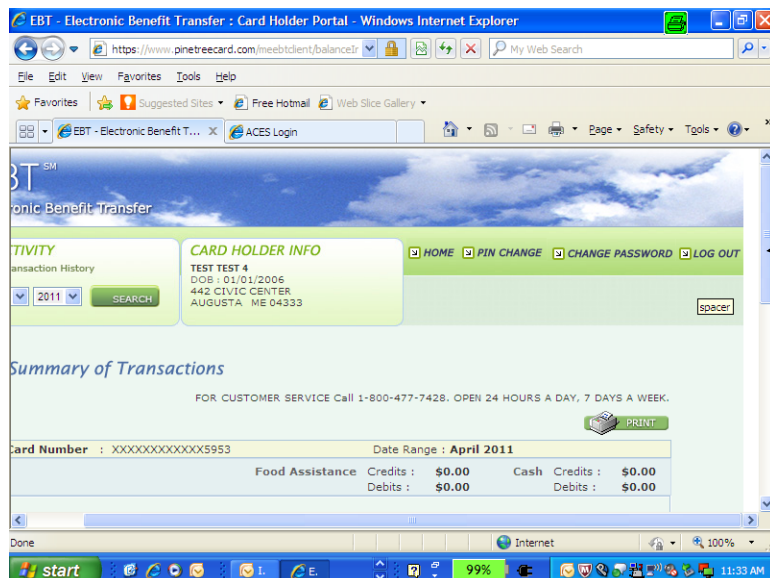 EBT - Electronic Benefit Transfer : Card Holder Portal - Windows Internet Explorer
https://www.pinetreecard.com/meebtclient/balanceIr
My Web Search
File Edit View Favorites Tools Help
Favorites Suggested Sites Free Hotmail Web Slice Gallery
EBT - Electronic Benefit T... X ACES Login Page Safety Tools
BT SM
onic Benefit Transfer
TIVITY
ansaction History
2011 SEARCH
CARD HOLDER INFO
TEST TEST 4
DOB : 01/01/2006
442 CIVIC CENTER
AUGUSTA ME 04333
HOME PIN CHANGE CHANGE PASSWORD LOG OUT
spacer
Summary of Transactions
FOR CUSTOMER SERVICE Call 1-800-477-7428. OPEN 24 HOURS A DAY, 7 DAYS A WEEK.
PRINT
Card Number : XXXXXXXXXXXX5953 Date Range : April 2011
Food Assistance Credits : $0.00 Cash Credits : $0.00
Debits : $0.00 Debits : $0.00
Done Internet 100%
start I. E. 99% 11:33 AM